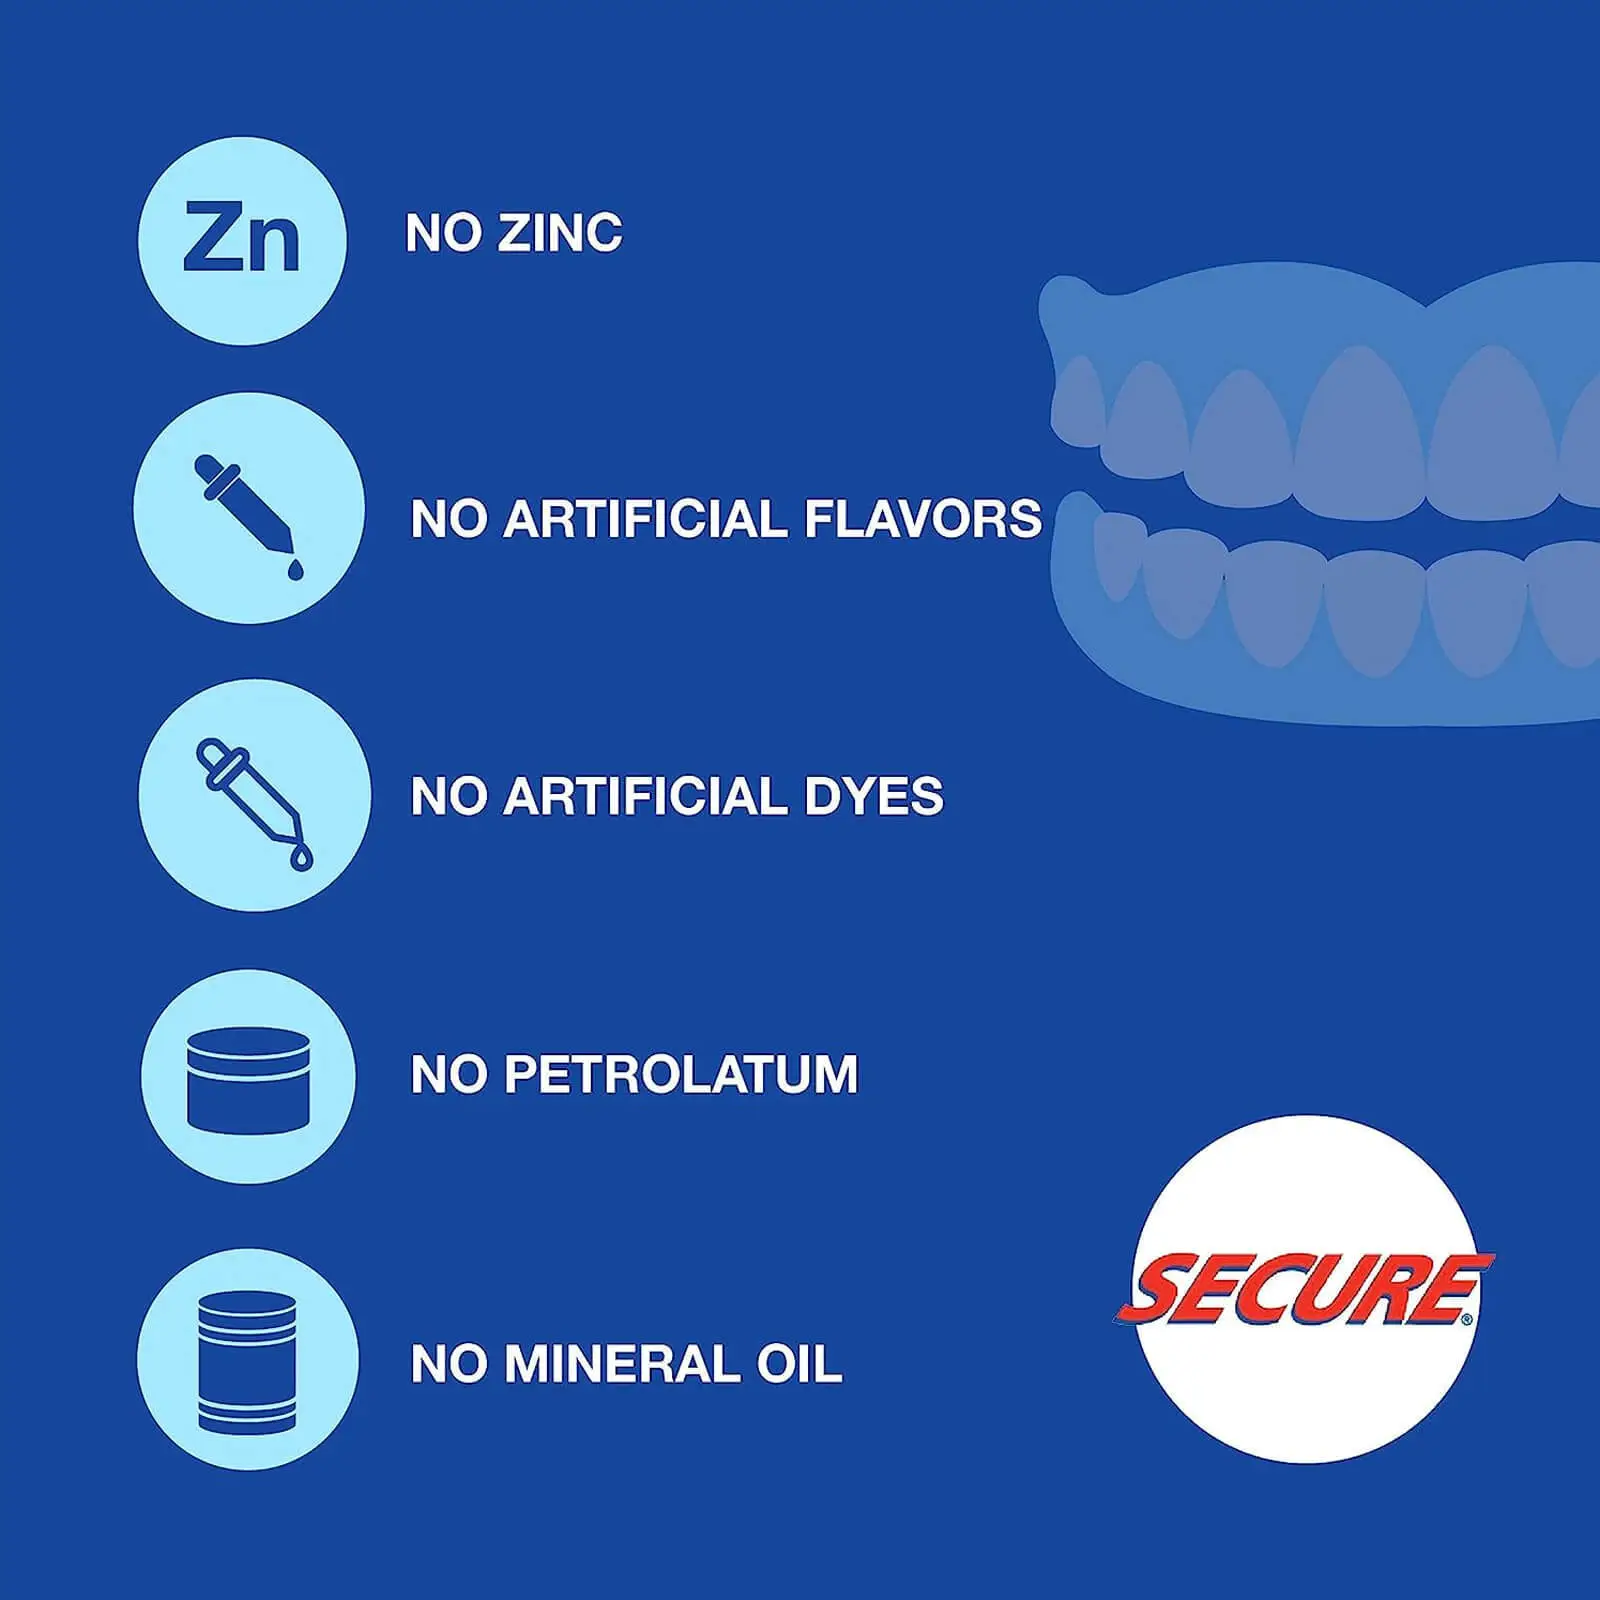 Zn
NO ZINC
NO ARTIFICIAL FLAVORS
NO ARTIFICIAL DYES
NO PETROLATUM
NO MINERAL OIL
SECURE®